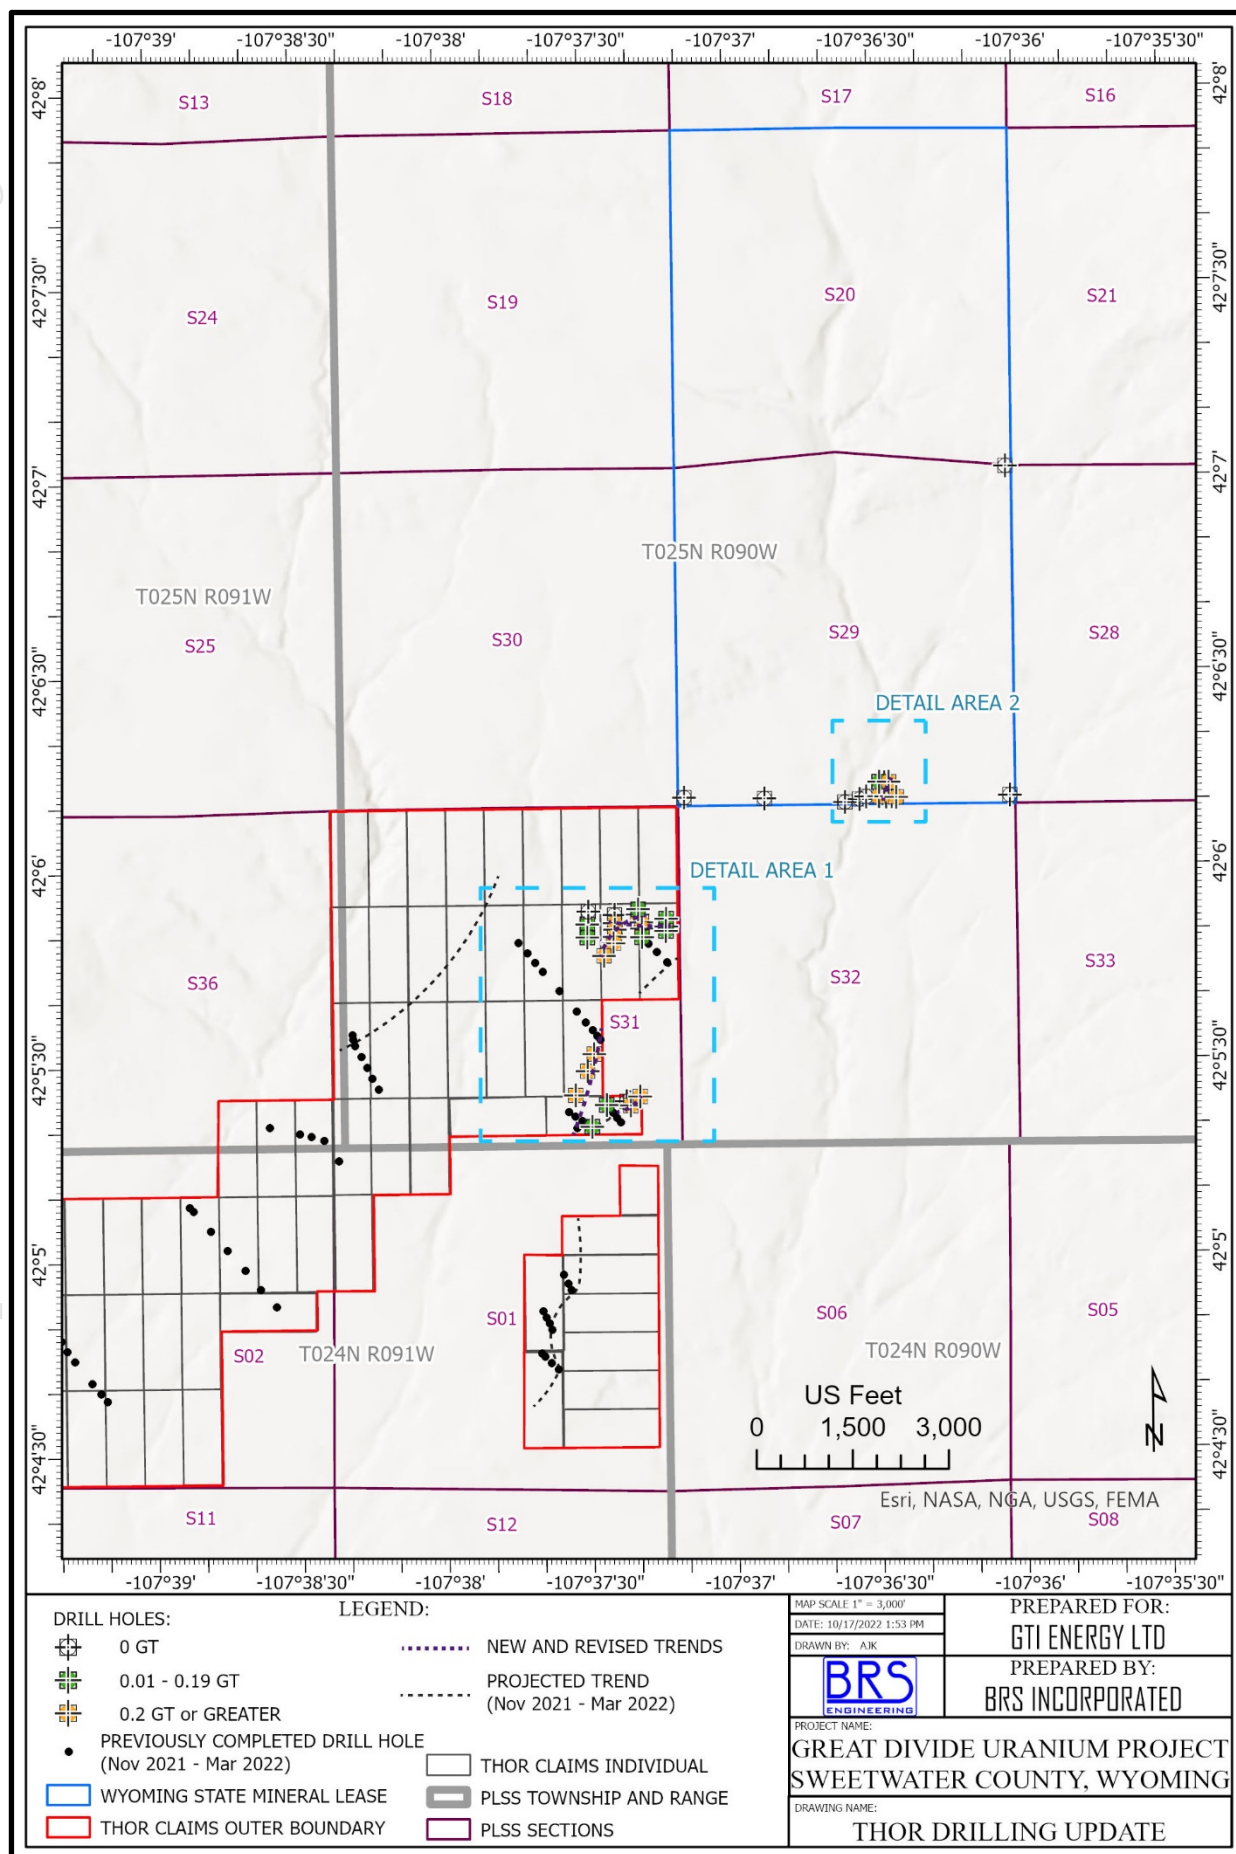 -107°39' -107°38'30" -107°38' -107°37'30" -107°37' -107°36'30" -107°36' -107°35'30"
42°8' 42°8'
S13 S18 S17 S16
42°7'30" 42°7'30"
S24 S19 S20 S21
42°7' 42°7'
T025N R090W
T025N R091W
S25 S30 S29 S28
42°6'30" 42°6'30"
DETAIL AREA 2
42°6' 42°6'
DETAIL AREA 1
S36 S32 S33
S31
42°5'30" 42°5'30"
42°5' 42°5'
S01 S06 S05
S02 T024N R091W T024N R090W
US Feet
0 1,500 3,000
N
42°4'30" 42°4'30"
Esri, NASA, NGA, USGS, FEMA
S11 S12 S07 S08
-107°39' -107°38'30" -107°38' -107°37'30" -107°37' -107°36'30" -107°36' -107°35'30"
LEGEND:
DRILL HOLES:
0 GT
0.01 - 0.19 GT
0.2 GT or GREATER
PREVIOUSLY COMPLETED DRILL HOLE
(Nov 2021 - Mar 2022)
WYOMING STATE MINERAL LEASE
THOR CLAIMS OUTER BOUNDARY
NEW AND REVISED TRENDS
PROJECTED TREND
(Nov 2021 - Mar 2022)
THOR CLAIMS INDIVIDUAL
PLSS TOWNSHIP AND RANGE
PLSS SECTIONS
MAP SCALE 1" = 3,000'
DATE: 10/17/2022 1:53 PM
DRAWN BY: AJK
BRS
ENGINEERING
PREPARED FOR:
GTI ENERGY LTD
PREPARED BY:
BRS INCORPORATED
PROJECT NAME:
GREAT DIVIDE URANIUM PROJECT
SWEETWATER COUNTY, WYOMING
DRAWING NAME:
THOR DRILLING UPDATE